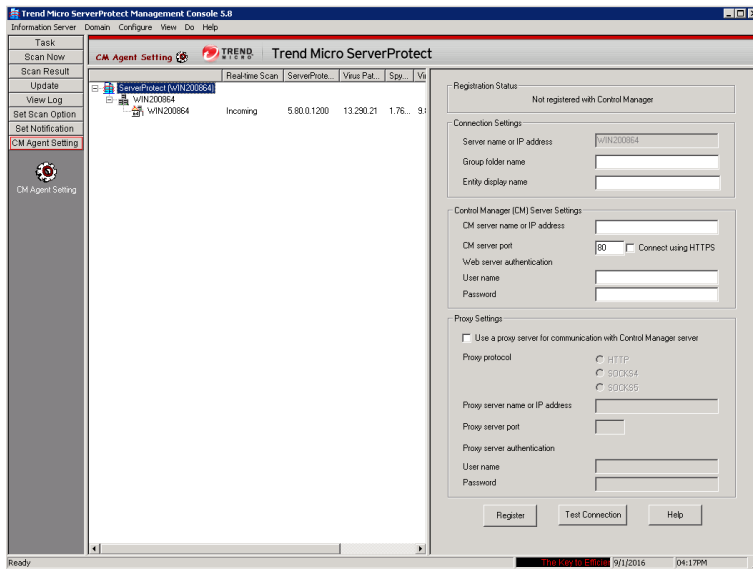 Trend Micro ServerProtect Management Console 5.8
Information Server Domain Configure View Do Help
Task
Scan Now
Scan Result
Update
View Log
Set Scan Option
Set Notification
CM Agent Setting
CM Agent Setting
CM Agent Setting TREND MICRO Trend Micro ServerProtect
Real-time Scan ServerProte... Virus Pat... Spy... Vi
ServerProtect (WIN200864)
WIN200864
WIN200864 Incoming 5.80.0.1200 13.290.21 1.76...
Registration Status
Not registered with Control Manager
Connection Settings
Server name or IP address WIN200864
Group folder name
Entity display name
Control Manager (CM) Server Settings
CM server name or IP address
CM server port 80 Connect using HTTPS
Web server authentication
User name
Password
Proxy Settings
Use a proxy server for communication with Control Manager server
Proxy protocol HTTP
SOCKS4
SOCKS5
Proxy server name or IP address
Proxy server port
Proxy server authentication
User name
Password
Register Test Connection Help
Ready The Key to Efficie 9/1/2016 04:17PM